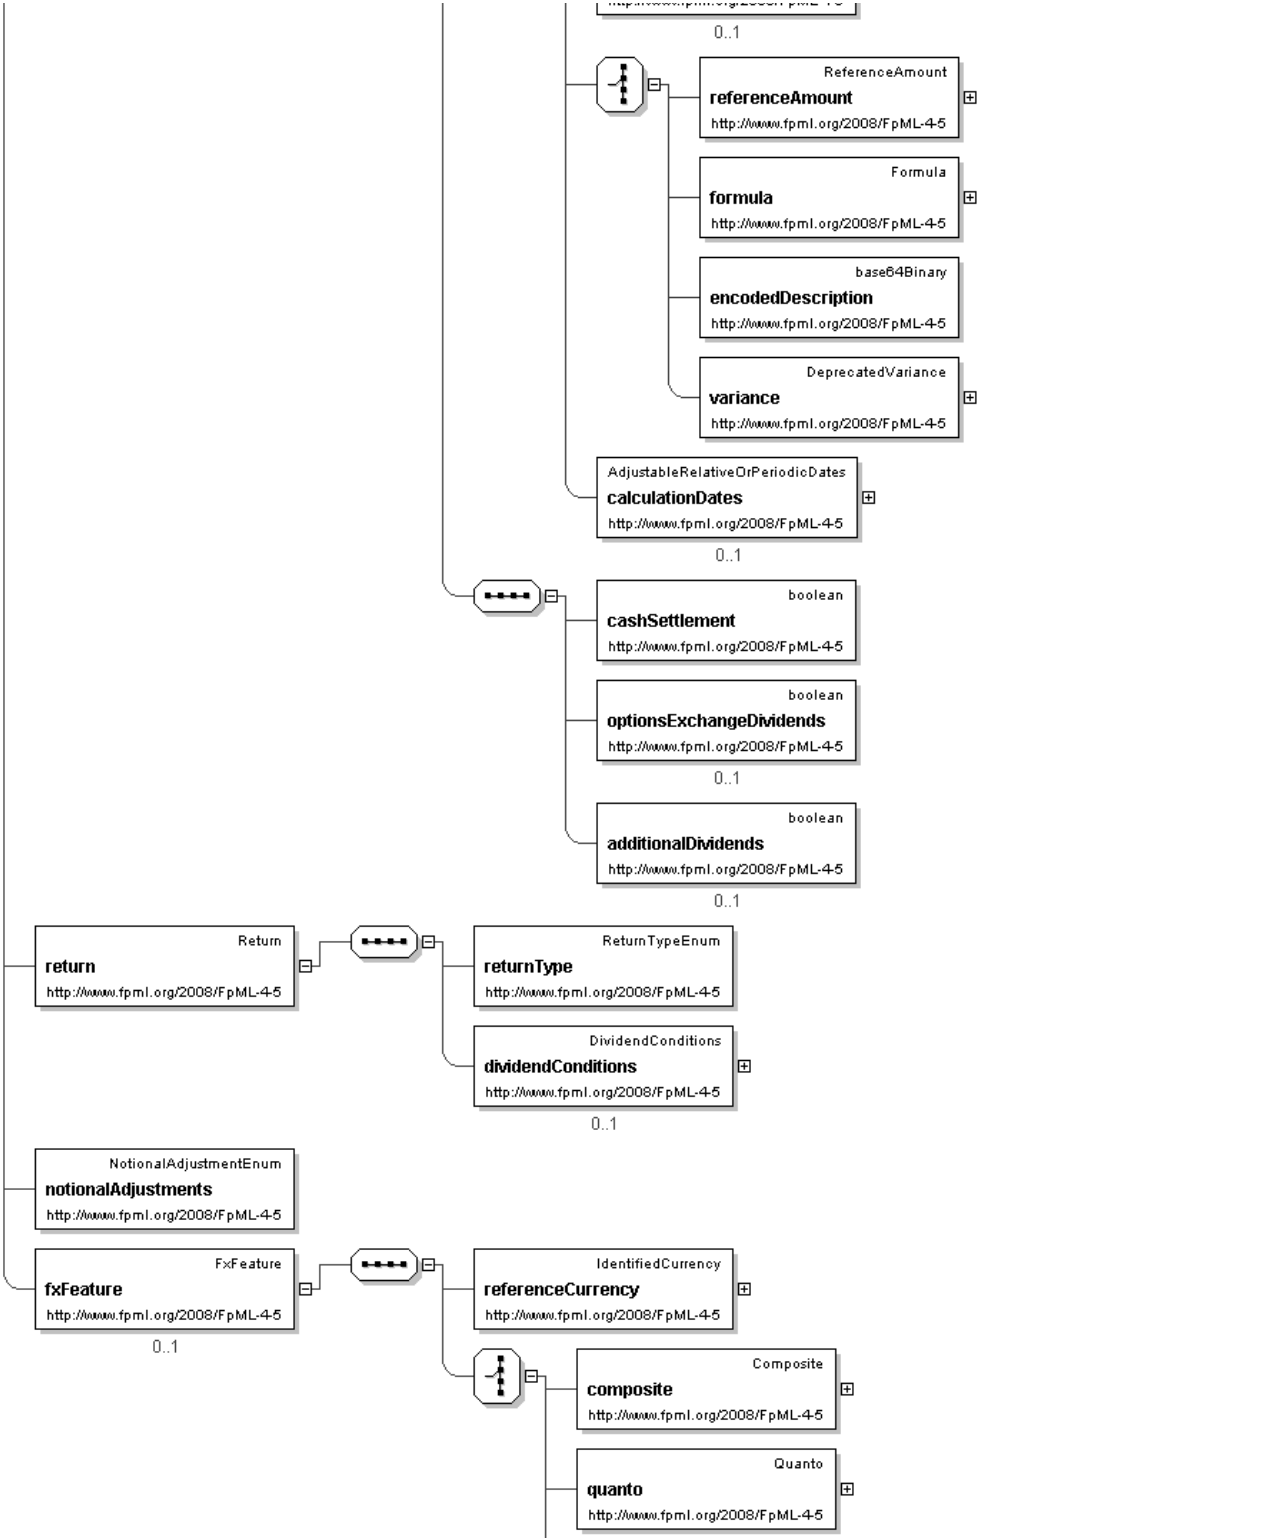 0..1
ReferenceAmount
referenceAmount
http://www.fpml.org/2008/FpML-4-5
Formula
formula
http://www.fpml.org/2008/FpML-4-5
base64Binary
encodedDescription
http://www.fpml.org/2008/FpML-4-5
DeprecatedVariance
variance
http://www.fpml.org/2008/FpML-4-5
AdjustableRelativeOrPeriodicDates
calculationDates
http://www.fpml.org/2008/FpML-4-5
0..1
boolean
cashSettlement
http://www.fpml.org/2008/FpML-4-5
boolean
optionsExchangeDividends
http://www.fpml.org/2008/FpML-4-5
0..1
boolean
additionalDividends
http://www.fpml.org/2008/FpML-4-5
0..1
Return
return
http://www.fpml.org/2008/FpML-4-5
ReturnTypeEnum
returnType
http://www.fpml.org/2008/FpML-4-5
DividendConditions
dividendConditions
http://www.fpml.org/2008/FpML-4-5
0..1
NotionalAdjustmentEnum
notionalAdjustments
http://www.fpml.org/2008/FpML-4-5
FxFeature
fxFeature
http://www.fpml.org/2008/FpML-4-5
0..1
IdentifiedCurrency
referenceCurrency
http://www.fpml.org/2008/FpML-4-5
Composite
composite
http://www.fpml.org/2008/FpML-4-5
Quanto
quanto
http://www.fpml.org/2008/FpML-4-5